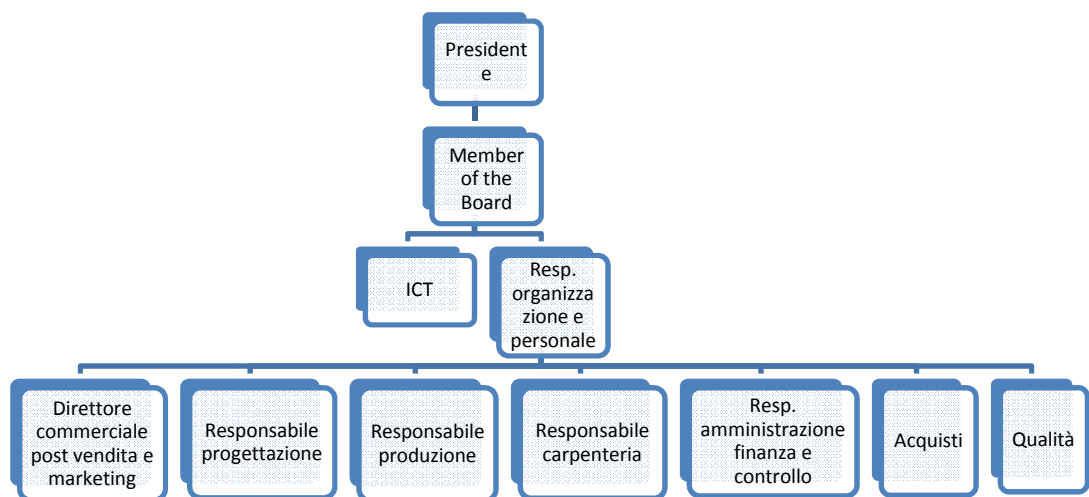 President
e
Member
of the
Board
ICT
Resp.
organizza
zione e
personale
Direttore
commerciale
post vendita e
marketing
Responsabile
progettazione
Responsabile
produzione
Responsabile
carpenteria
Resp.
amministrazione
finanza e
controllo
Acquisti
Qualità